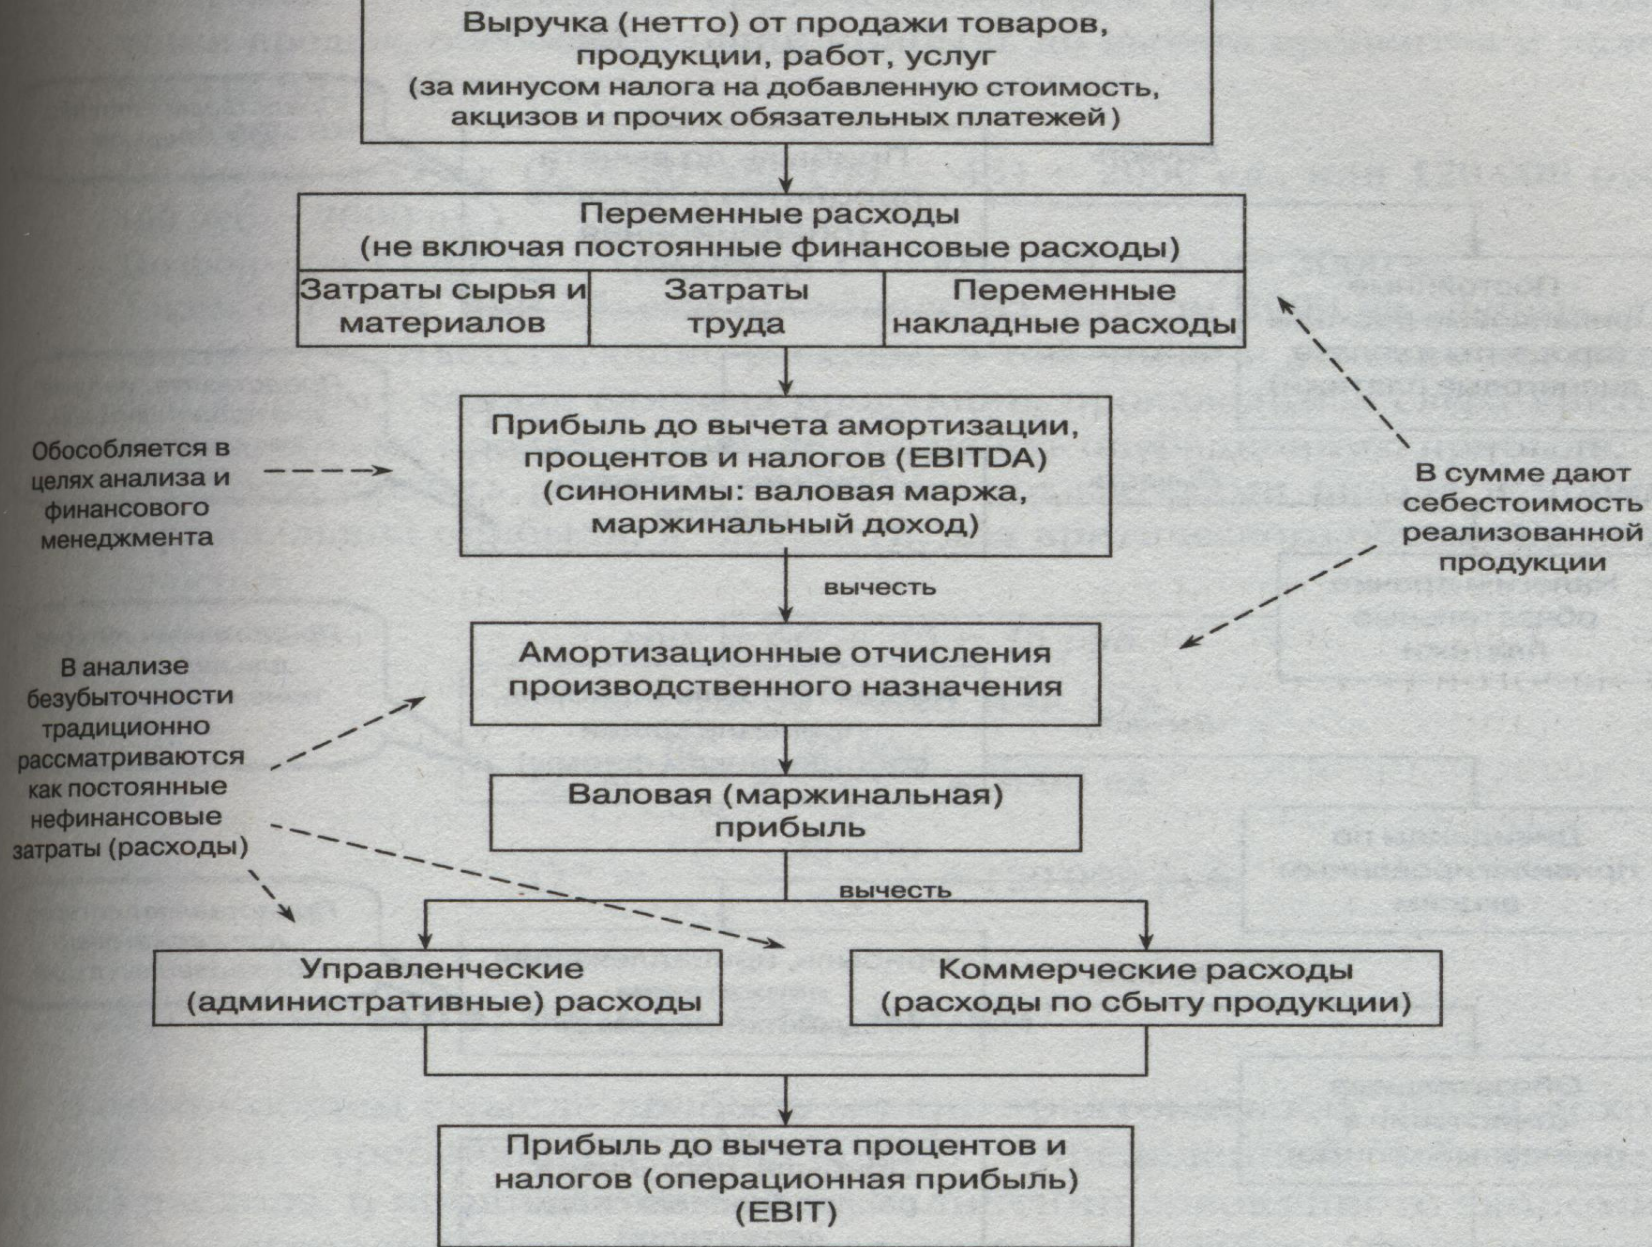 Выручка (нетто) от продажи товаров,
продукции, работ, услуг
(за минусом налога на добавленную стоимость,
акцизов и прочих обязательных платежей)
Переменные расходы
(не включая постоянные финансовые расходы)
Затраты сырья и
материалов
Затраты
труда
Переменные
накладные расходы
Прибыль до вычета амортизации,
процентов и налогов (EBITDA)
(синонимы: валовая маржа,
маржинальный доход)
Обособляется в
целях анализа и
финансового
менеджмента
В сумме дают
себестоимость
реализованной
продукции
вычесть
Амортизационные отчисления
производственного назначения
В анализе
безубыточности
традиционно
рассматриваются
как постоянные
нефинансовые
затраты (расходы)
Валовая (маржинальная)
прибыль
вычесть
Управленческие
(административные) расходы
Коммерческие расходы
(расходы по сбыту продукции)
Прибыль до вычета процентов и
налогов (операционная прибыль)
(EBIT)